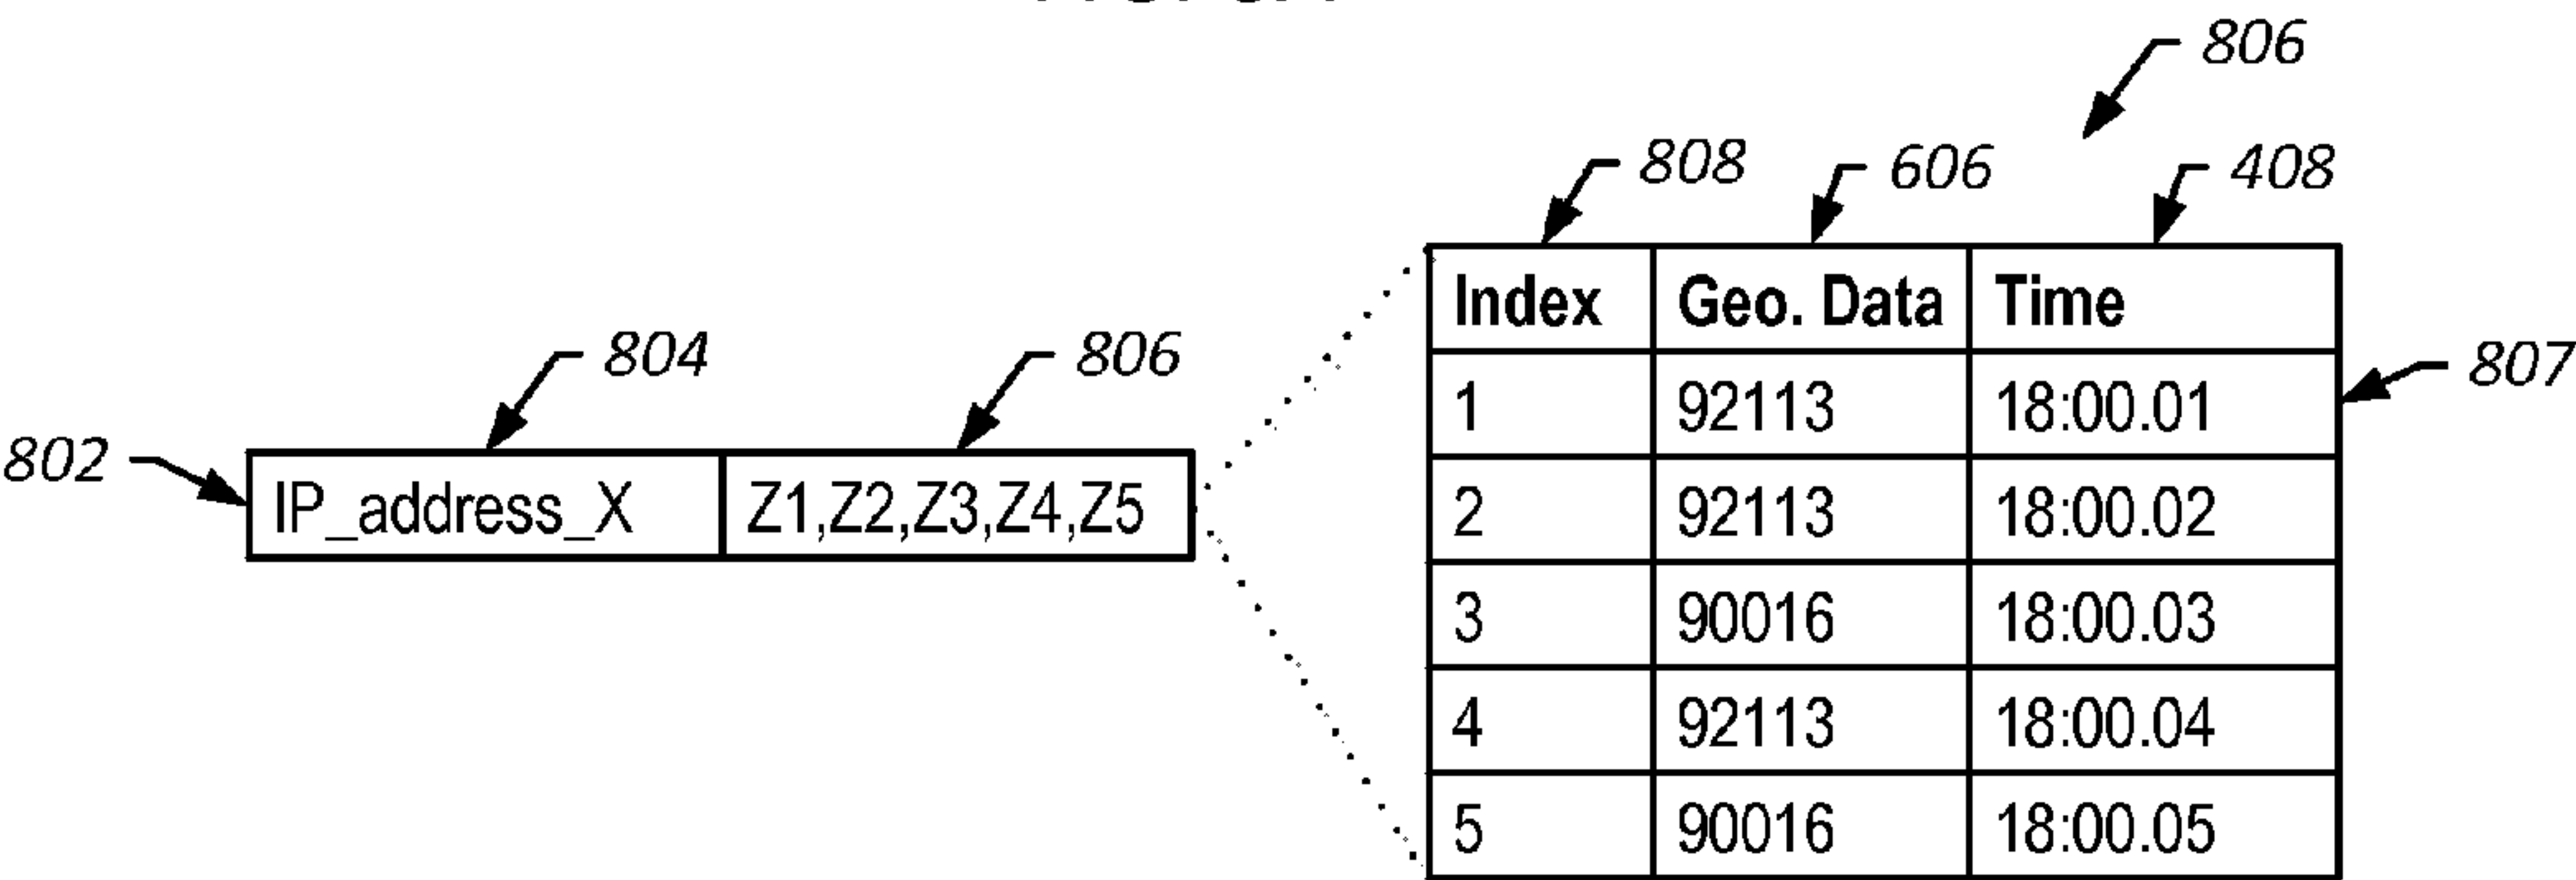 806
808 606 408
Index Geo. Data Time
804 806
1 92113 18:00.01
807
802
IP_address_X Z1,Z2,Z3,Z4,Z5
2 92113 18:00.02
3 90016 18:00.03
4 92113 18:00.04
5 90016 18:00.05